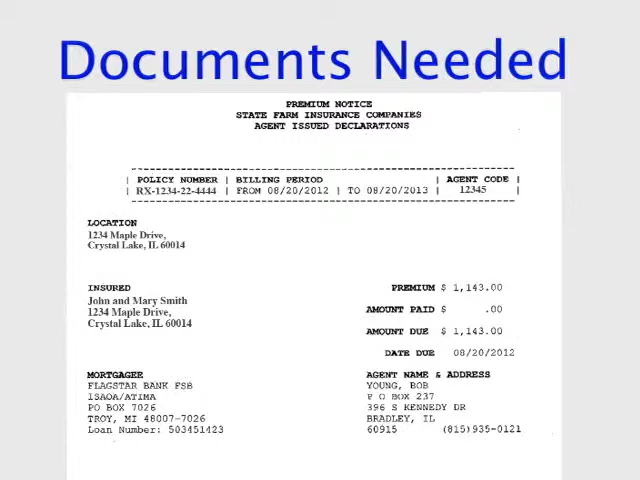 Documents Needed
PREMIUM NOTICE
STATE FARM INSURANCE COMPANIES
AGENT ISSUED DECLARATIONS
| POLICY NUMBER | BILLING PERIOD | AGENT CODE |
| RX-1234-22-4444 | FROM 08/20/2012 | TO 08/20/2013 | 12345 |
LOCATION
1234 Maple Drive,
Crystal Lake, IL 60014
INSURED
John and Mary Smith
1234 Maple Drive,
Crystal Lake, IL 60014
PREMIUM $ 1,143.00
AMOUNT PAID $ .00
AMOUNT DUE $ 1,143.00
DATE DUE 08/20/2012
MORTGAGEE
FLAGSTAR BANK FSB
ISAOA/ATIMA
PO BOX 7026
TROY, MI 48007-7026
Loan Number: 503451423
AGENT NAME & ADDRESS
YOUNG, BOB
P O BOX 237
396 S KENNEDY DR
BRADLEY, IL
60915 (815)935-0121